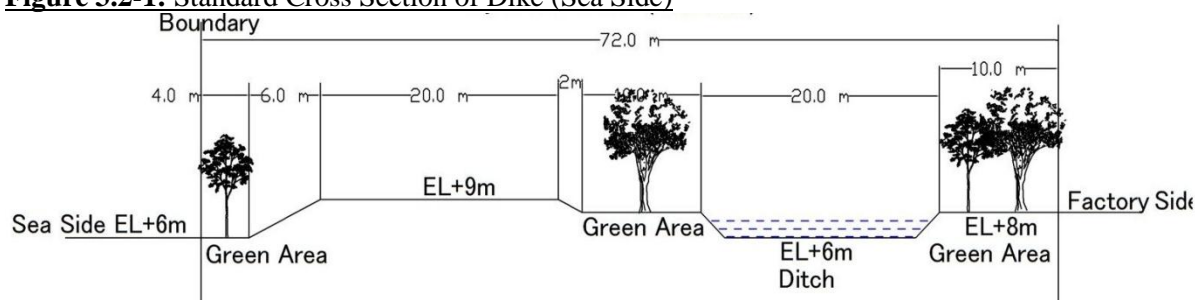 Figure 3.2-1: Standard Cross Section of Dike (Sea Side)
Boundary
72.0 m
10.0 m
2m
4.0 m
6.0 m
20.0 m
20.0 m
EL+9m
Sea Side EL+6m
Factory Side
Green Area
EL+8m
Green Area
EL+6m
Green Area
Ditch